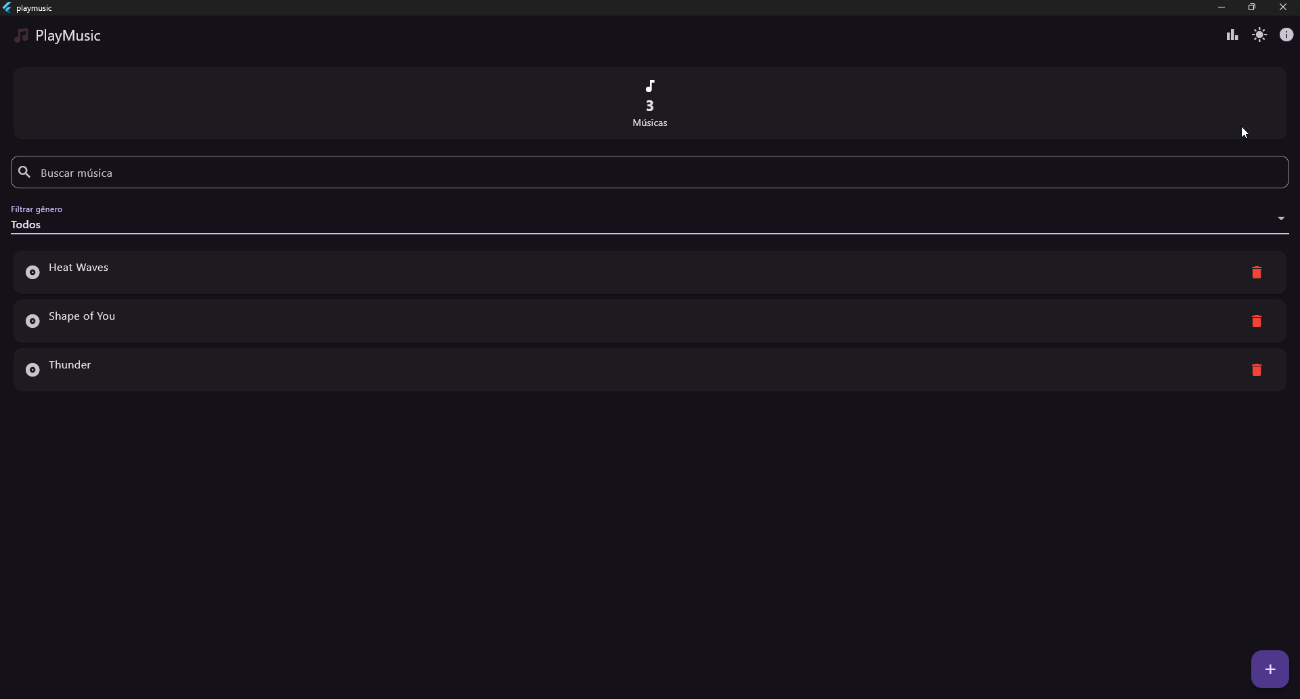 playmusic
PlayMusic
3
Músicas
Buscar música
Filtrar gênero
Todos
Heat Waves
Shape of You
Thunder